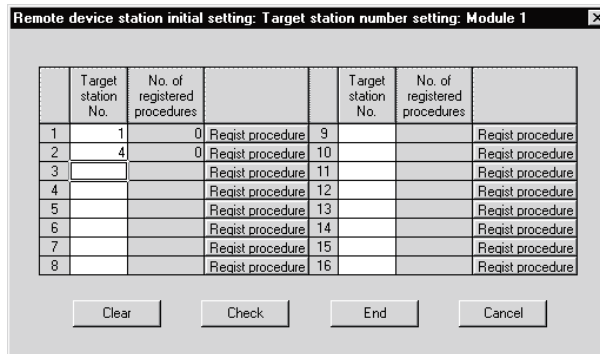 Remote device station initial setting: Target station number setting: Module 1
Target station No. No. of registered procedures Target station No. No. of registered procedures
1 1 0 Regist procedure 9 Regist procedure
2 4 0 Regist procedure 10 Regist procedure
3 Regist procedure 11 Regist procedure
4 Regist procedure 12 Regist procedure
5 Regist procedure 13 Regist procedure
6 Regist procedure 14 Regist procedure
7 Regist procedure 15 Regist procedure
8 Regist procedure 16 Regist procedure
Clear Check End Cancel